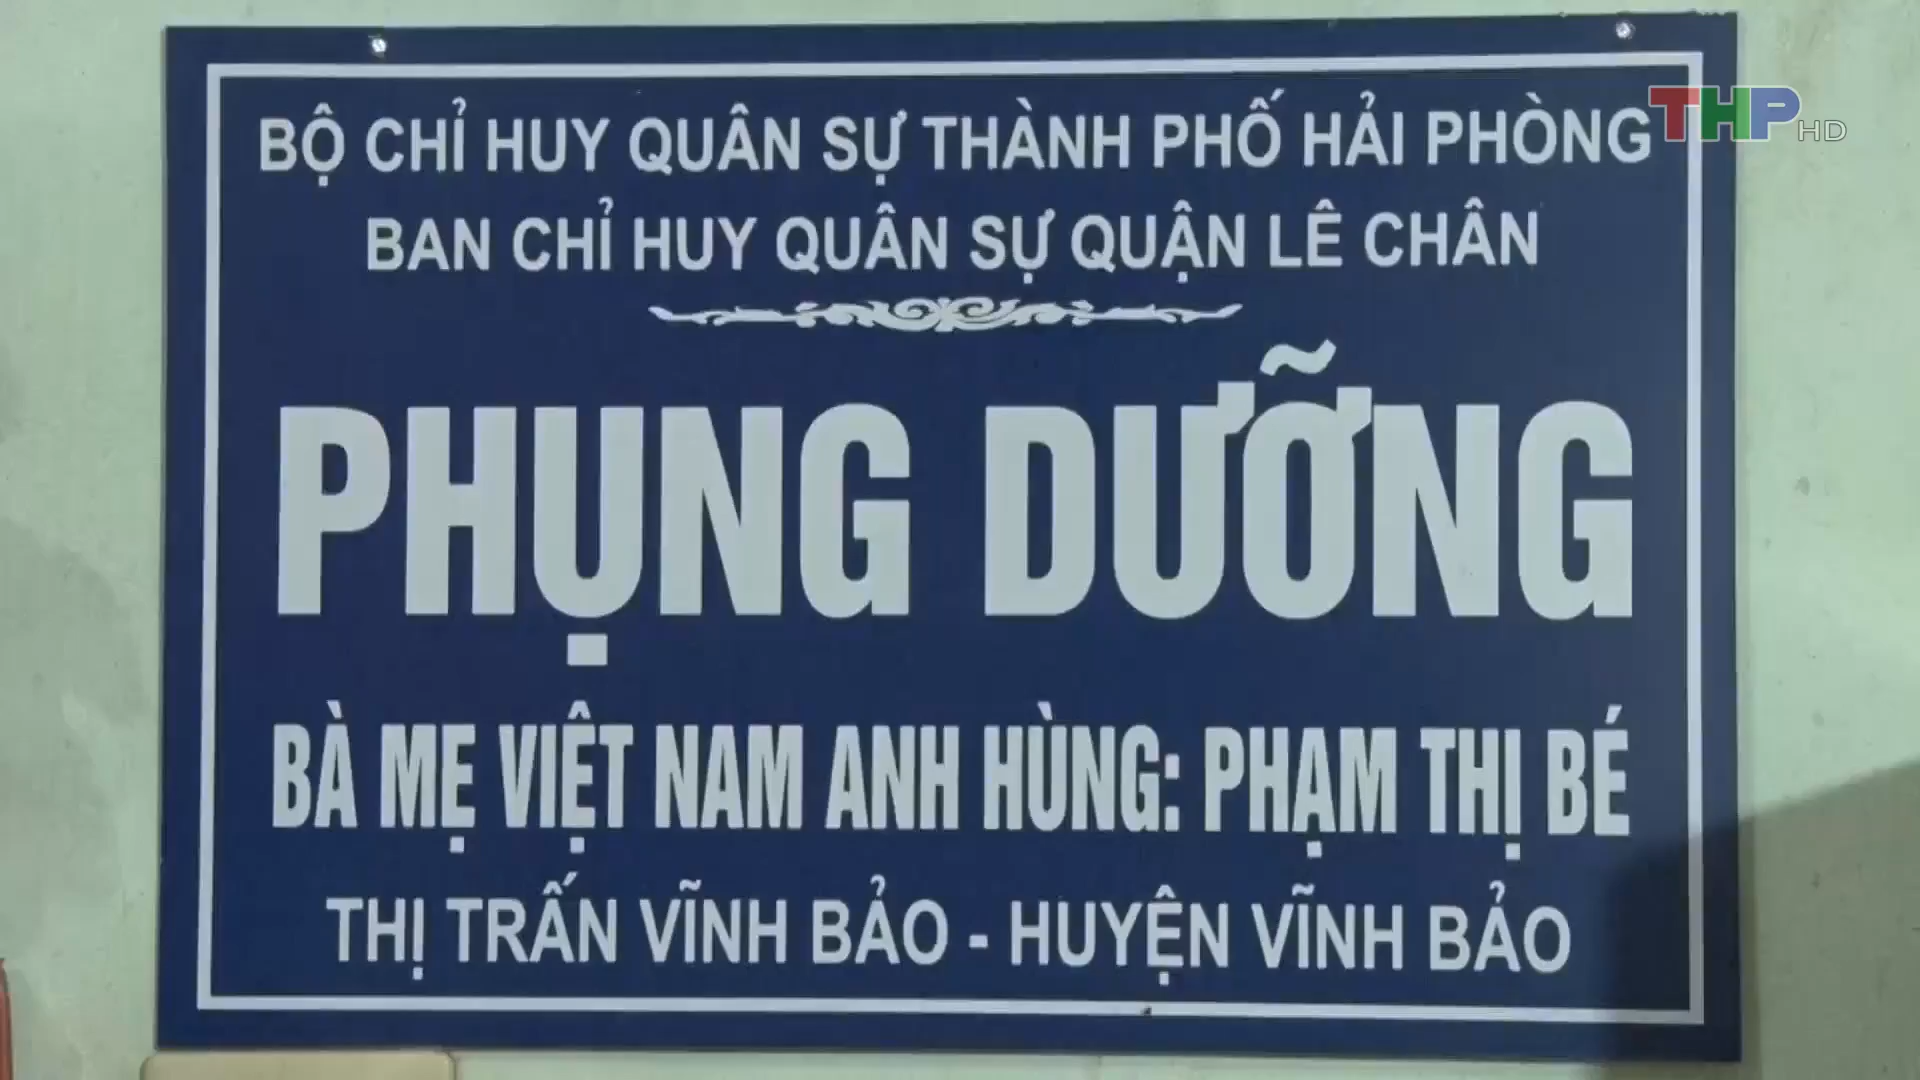 BỘ CHỈ HUY QUÂN SỰ THÀNH PHỐ HẢI PHÒNG
THP HD
BAN CHỈ HUY QUÂN SỰ QUẬN LÊ CHÂN
PHỤNG DƯỠNG
BÀ MẸ VIỆT NAM ANH HÙNG: PHẠM THỊ BÉ
THỊ TRẤN VĨNH BẢO - HUYỆN VĨNH BẢO